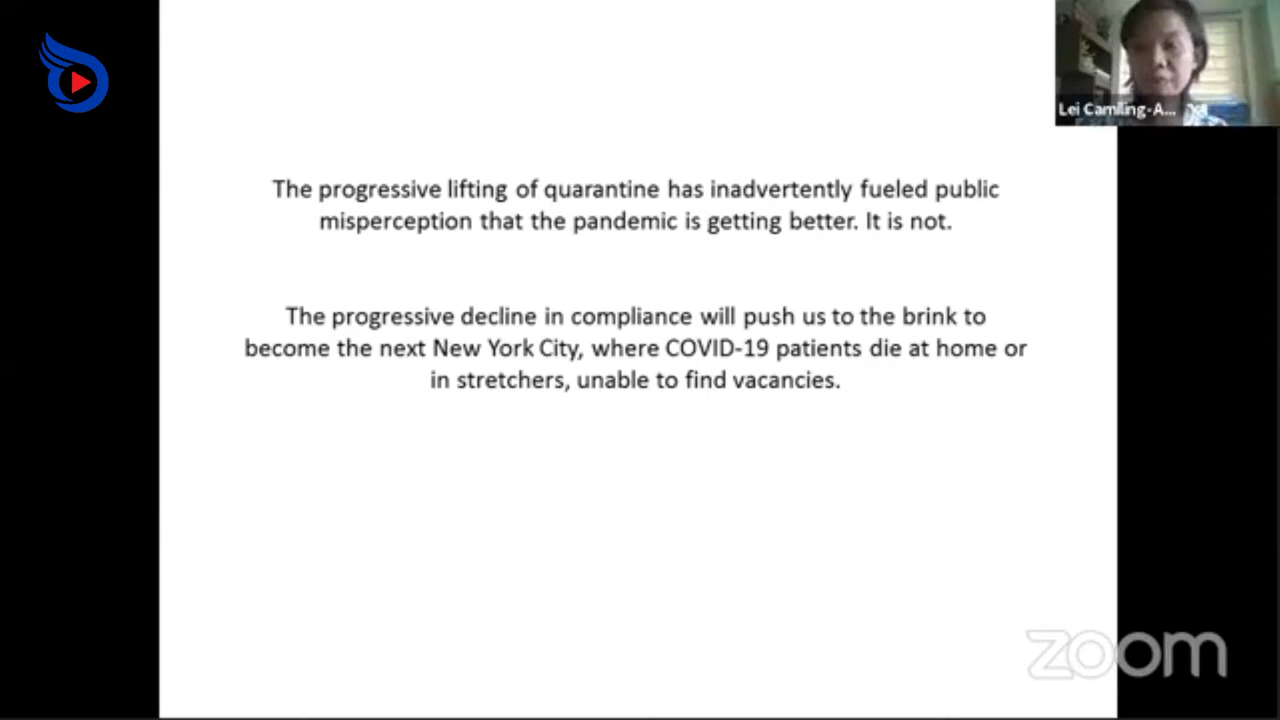 Lei Camiling-A...
The progressive lifting of quarantine has inadvertently fueled public
misperception that the pandemic is getting better. It is not.
The progressive decline in compliance will push us to the brink to
become the next New York City, where COVID-19 patients die at home or
in stretchers, unable to find vacancies.
zoom